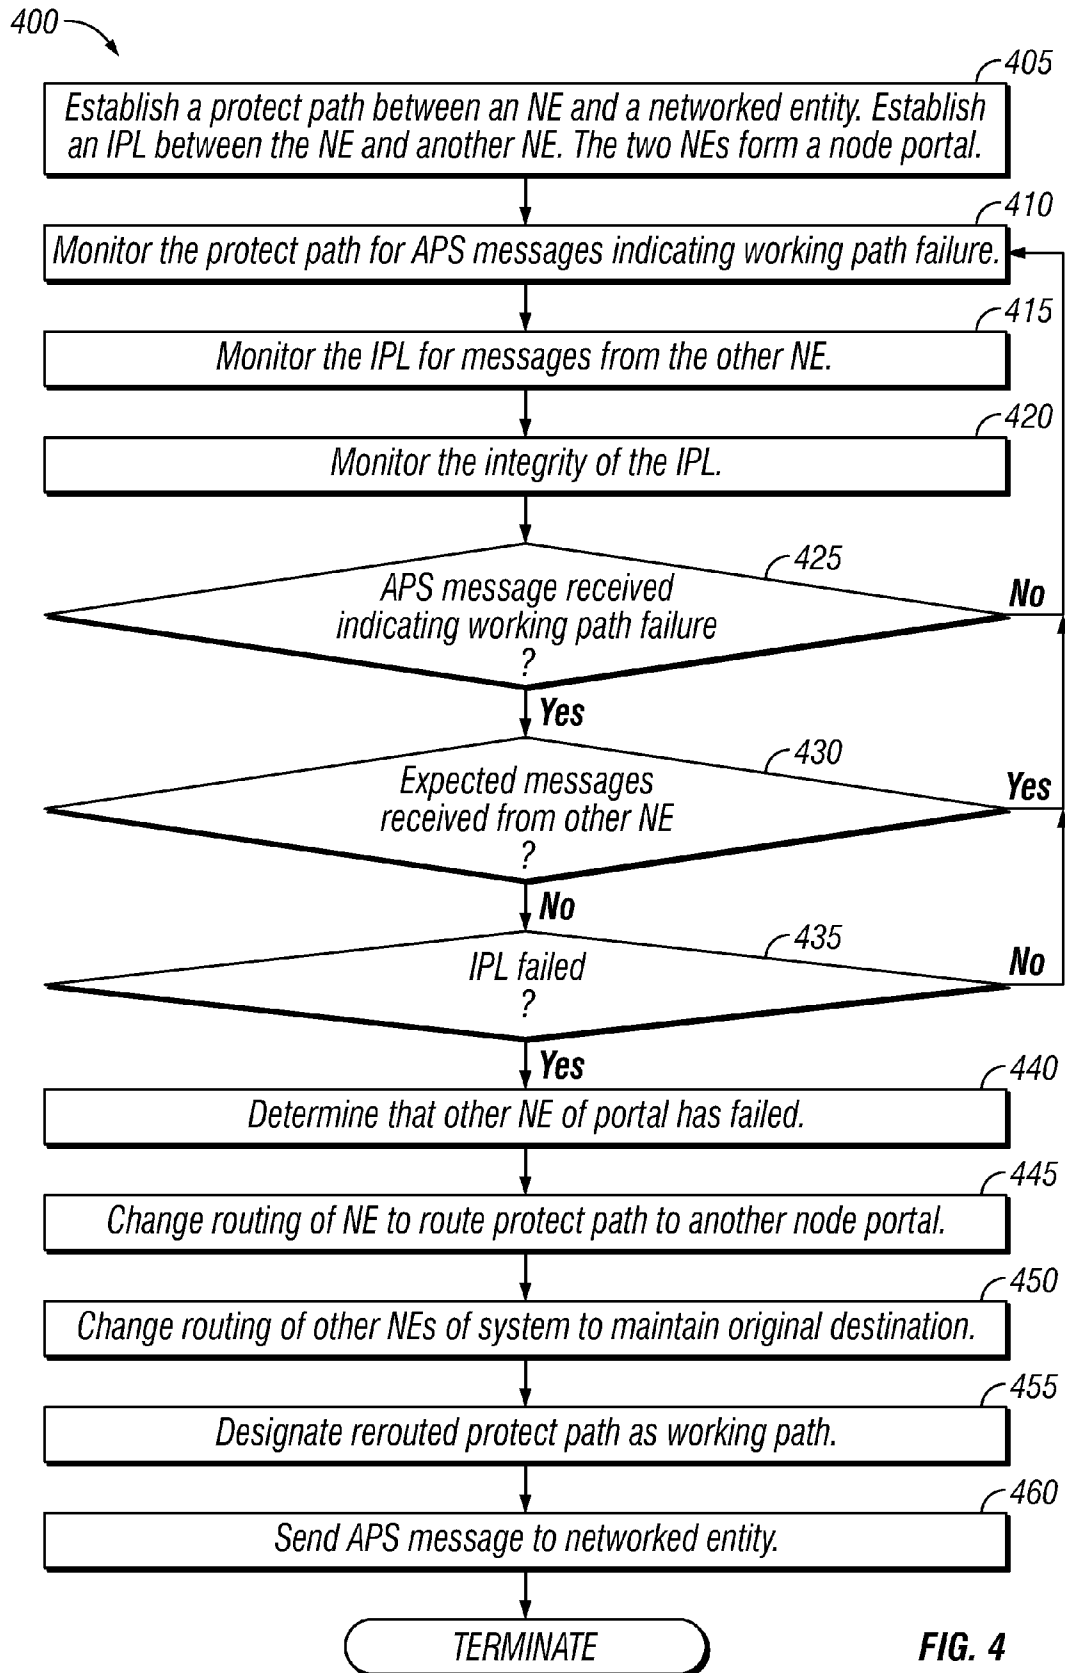 400
405
Establish a protect path between an NE and a networked entity. Establish
an IPL between the NE and another NE. The two NEs form a node portal.
410
Monitor the protect path for APS messages indicating working path failure.
415
Monitor the IPL for messages from the other NE.
420
Monitor the integrity of the IPL.
425
APS message received
indicating working path failure
?
No
Yes
430
Expected messages
received from other NE
?
Yes
No
435
IPL failed
?
No
Yes
440
Determine that other NE of portal has failed.
445
Change routing of NE to route protect path to another node portal.
450
Change routing of other NEs of system to maintain original destination.
455
Designate rerouted protect path as working path.
460
Send APS message to networked entity.
TERMINATE
FIG. 4